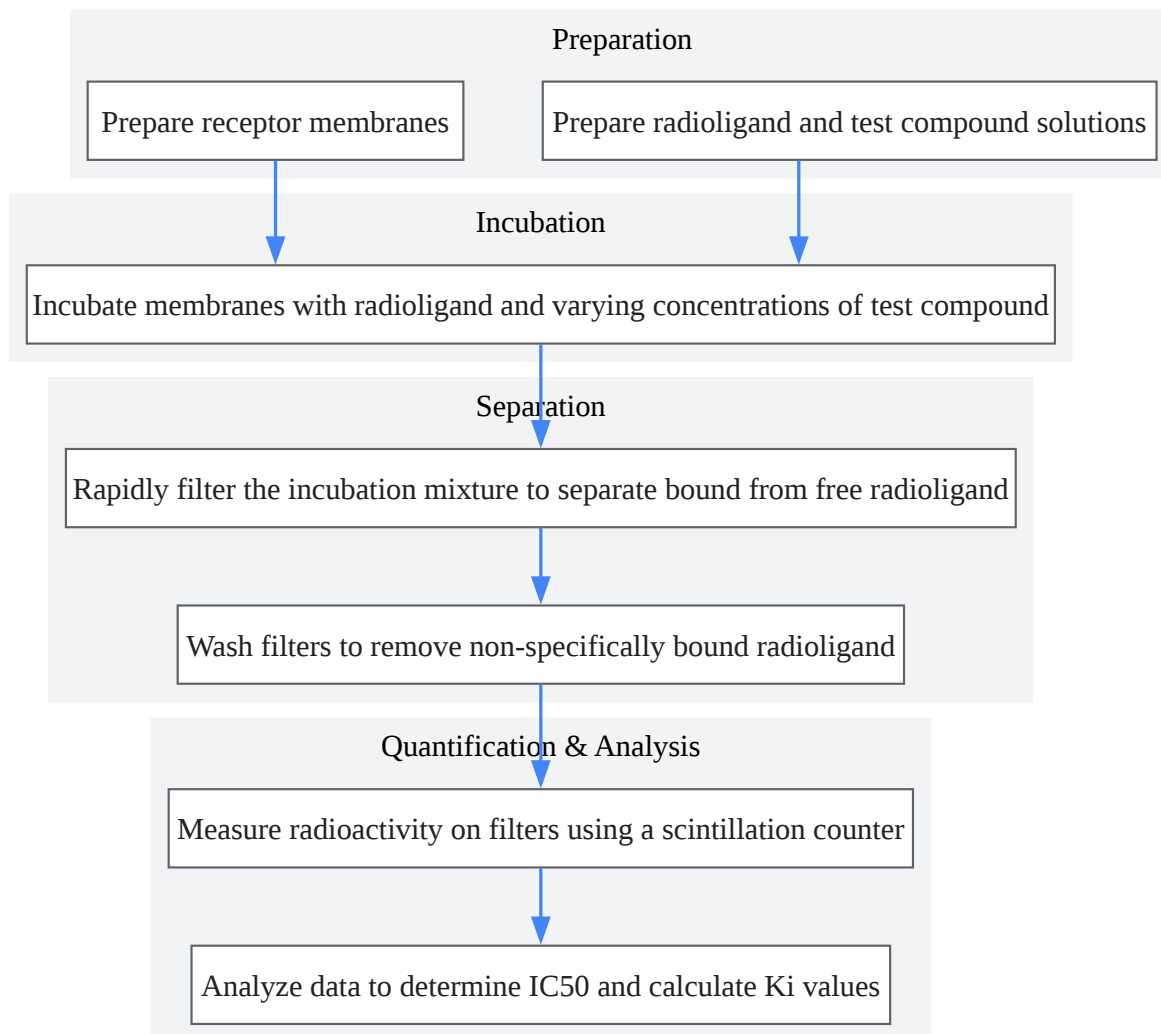 Preparation
Prepare receptor membranes
Prepare radioligand and test compound solutions
Incubation
Incubate membranes with radioligand and varying concentrations of test compound
Separation
Rapidly filter the incubation mixture to separate bound from free radioligand
Wash filters to remove non-specifically bound radioligand
Quantification & Analysis
Measure radioactivity on filters using a scintillation counter
Analyze data to determine IC50 and calculate Ki values